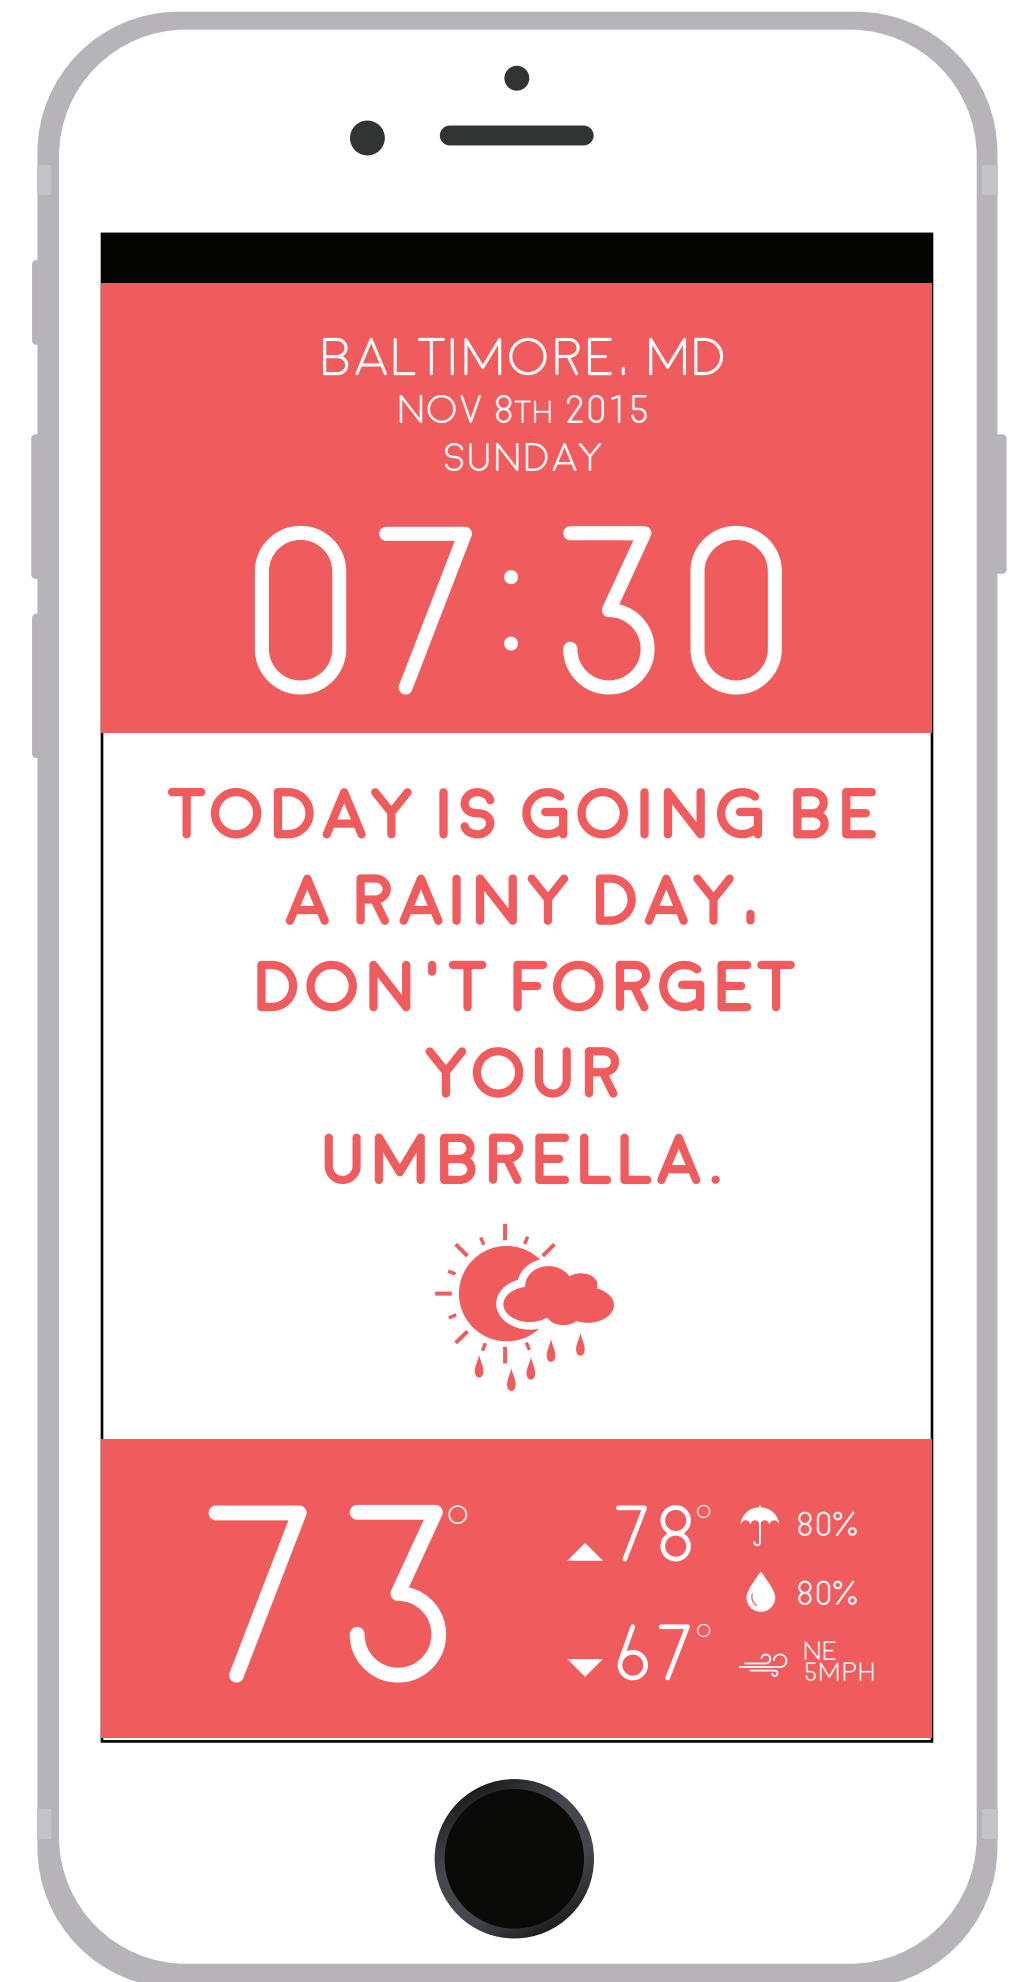 BALTIMORE, MD
NOV 8TH 2015
SUNDAY
07:30
TODAY IS GOING BE
A RAINY DAY,
DON'T FORGET
YOUR
UMBRELLA.
73°
78°
80%
80%
67°
NE
5MPH